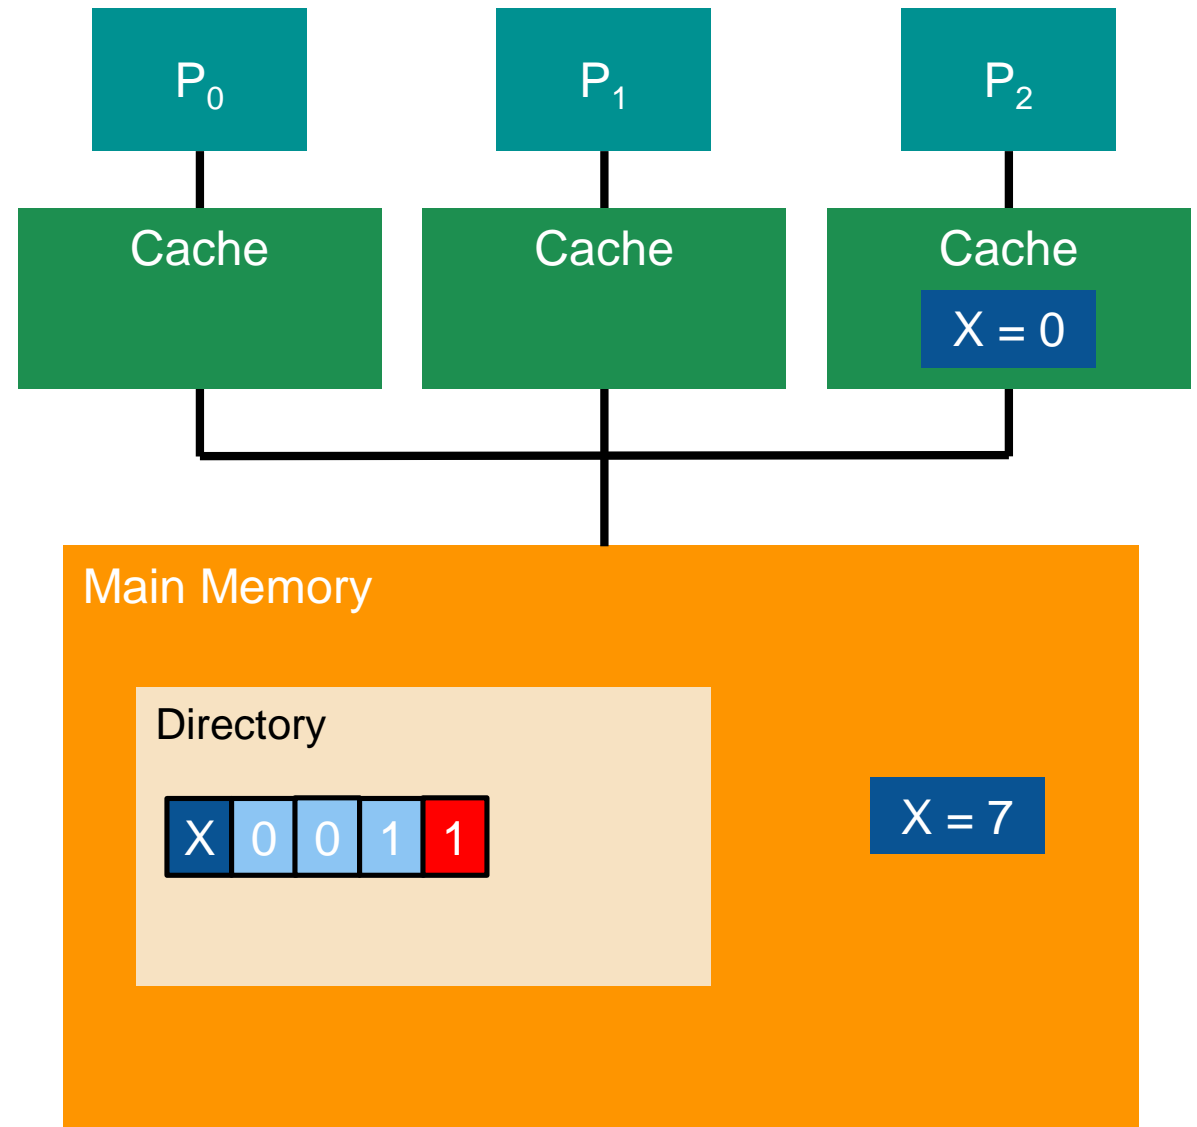 P₀ P₁ P₂
Cache Cache Cache
X = 0
Main Memory
Directory
X 0 0 1 1
X = 7